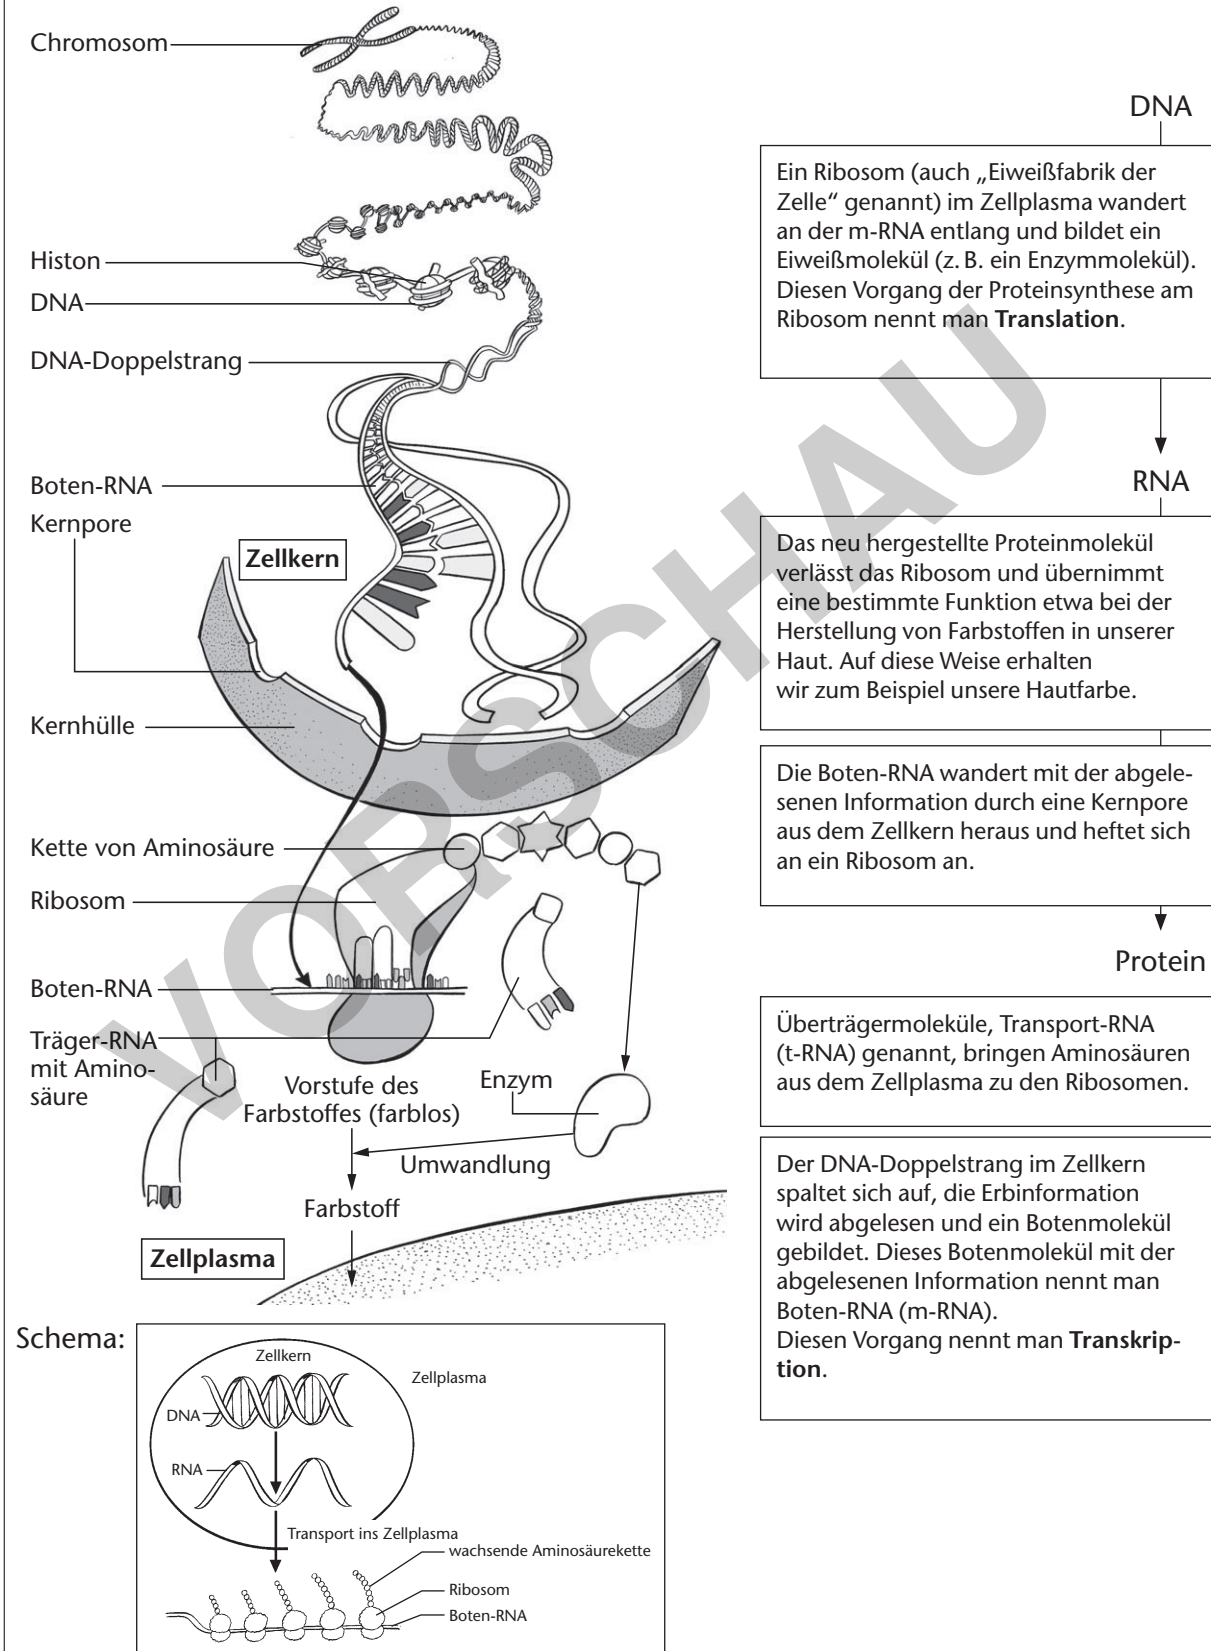 Chromosom
Histon
DNA
DNA-Doppelstrang
Boten-RNA
Kernpore
Zellkern
Kernhülle
Kette von Aminosäure
Ribosom
Boten-RNA
Träger-RNA
mit Amino-
säure
Vorstufe des
Farbstoffes (farblos)
Enzym
Umwandlung
Farbstoff
Zellplasma
DNA
Ein Ribosom (auch „Eiweißfabrik der
Zelle“ genannt) im Zellplasma wandert
an der m-RNA entlang und bildet ein
Eiweißmolekül (z. B. ein Enzymmolekül).
Diesen Vorgang der Proteinsynthese am
Ribosom nennt man Translation.
RNA
Das neu hergestellte Proteinmolekül
verlässt das Ribosom und übernimmt
eine bestimmte Funktion etwa bei der
Herstellung von Farbstoffen in unserer
Haut. Auf diese Weise erhalten
wir zum Beispiel unsere Hautfarbe.
Die Boten-RNA wandert mit der abgele-
senen Information durch eine Kernpore
aus dem Zellkern heraus und heftet sich
an ein Ribosom an.
Protein
Überträgermoleküle, Transport-RNA
(t-RNA) genannt, bringen Aminosäuren
aus dem Zellplasma zu den Ribosomen.
Der DNA-Doppelstrang im Zellkern
spaltet sich auf, die Erbinformation
wird abgelesen und ein Botenmolekül
gebildet. Dieses Botenmolekül mit der
abgelesenen Information nennt man
Boten-RNA (m-RNA).
Diesen Vorgang nennt man Transkrip-
tion.
Schema:
Zellkern
Zellplasma
DNA
RNA
Transport ins Zellplasma
wachsende Aminosäurekette
Ribosom
Boten-RNA
VORSCHAU